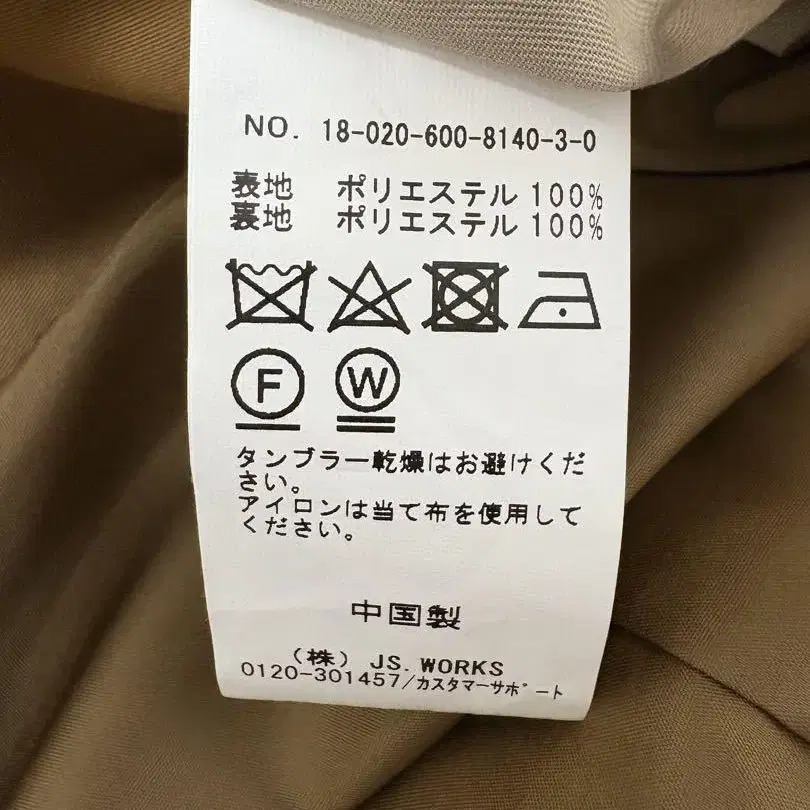 NO. 18-020-600-8140-3-0
表地 ポリエステル 100%
裏地 ポリエステル 100%
F W
タンブラー乾燥はお避けくだ
さい。
アイロンは当て布を使用して
ください。
中国製
(株) JS.WORKS
0120-301457/カスタマーサポート